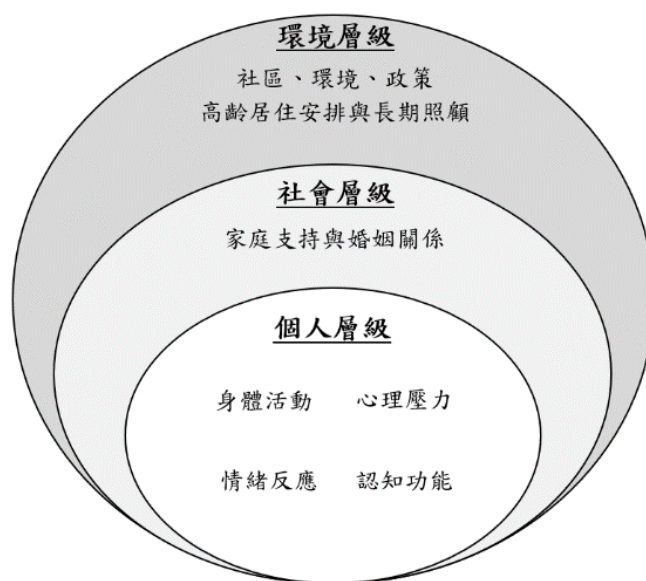 環境層級
社區、環境、政策
高齡居住安排與長期照顧
社會層級
家庭支持與婚姻關係
個人層級
身體活動 心理壓力
情緒反應 認知功能